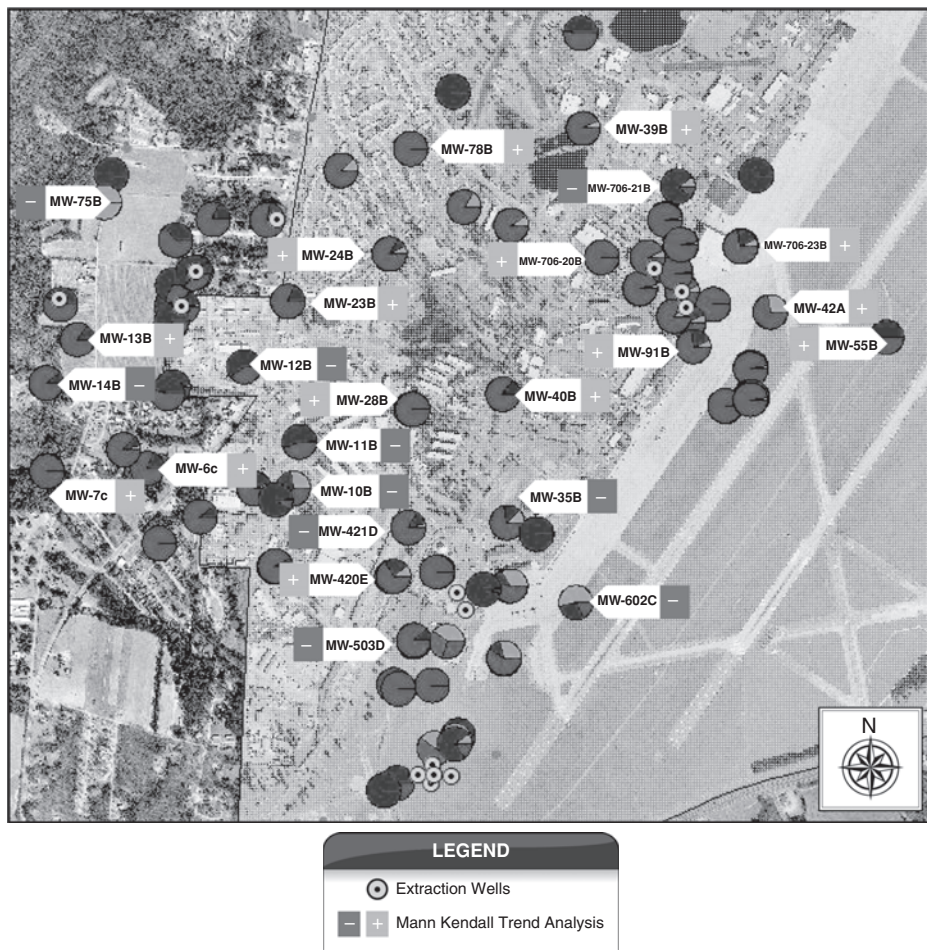 MW-39B +
MW-78B +
− MW-706-21B
− MW-75B
+ MW-24B
+ MW-706-20B
MW-706-23B +
MW-23B +
MW-42A +
MW-13B +
+ MW-91B
+ MW-55B
MW-12B −
MW-14B −
+ MW-28B
MW-40B +
MW-11B −
MW-6c +
MW-7c +
MW-10B −
MW-35B −
− MW-421D
+ MW-420E
MW-602C −
− MW-503D
N
LEGEND
Extraction Wells
− + Mann Kendall Trend Analysis